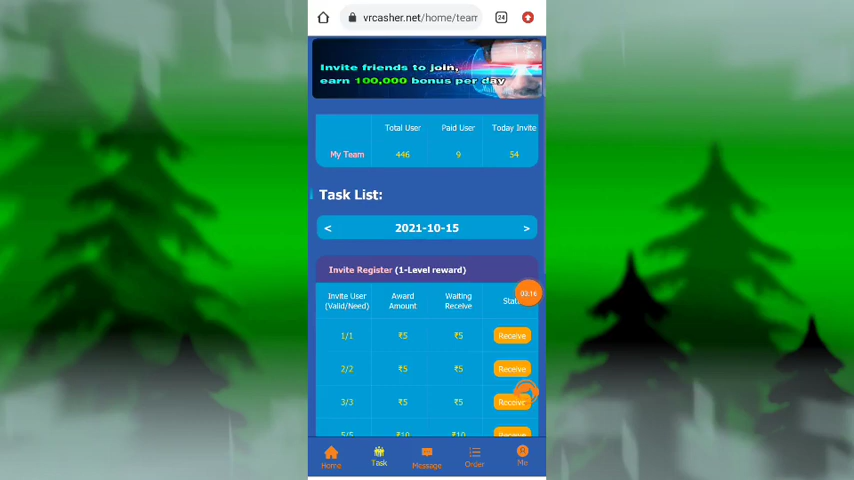 vrcasher.net/home/team
24
Invite friends to join,
earn 100,000 bonus per day
Total User Paid User Today Invite
My Team 446 9 54
Task List:
< 2021-10-15 >
Invite Register (1-Level reward)
03:16
Invite User Award Waiting
(Valid/Need) Amount Receive
1/1 ₹5 ₹5 Receive
2/2 ₹5 ₹5 Receive
3/3 ₹5 ₹5 Receive
5/5 ₹10 ₹10 Receive
Home Task Message Order Me